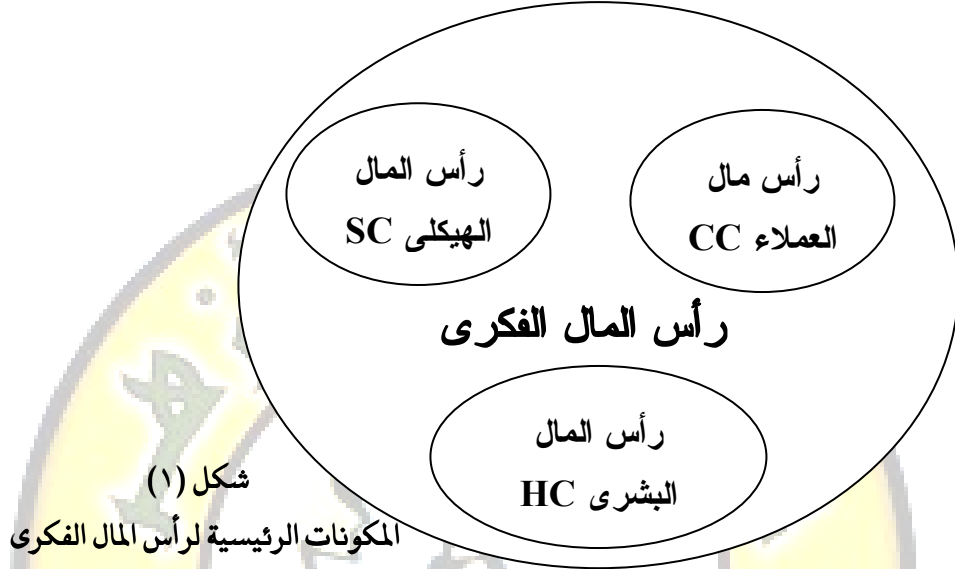 رأس مال
العملاء CC
رأس المال
الهيكلى SC
رأس المال الفكرى
رأس المال
البشرى HC
شكل (١)
المكونات الرئيسية لرأس المال الفكرى